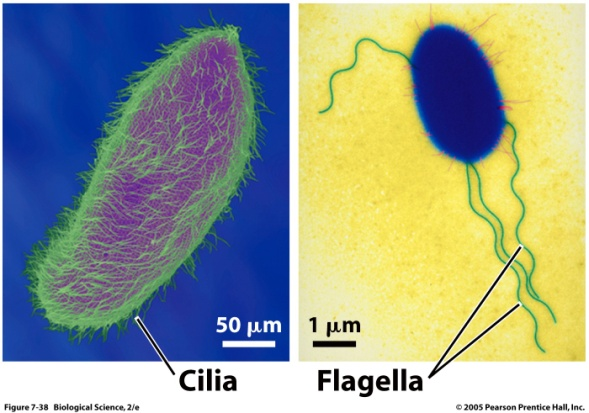 50 μm
1 μm
Cilia
Flagella
Figure 7-38 Biological Science, 2/e
© 2005 Pearson Prentice Hall, Inc.